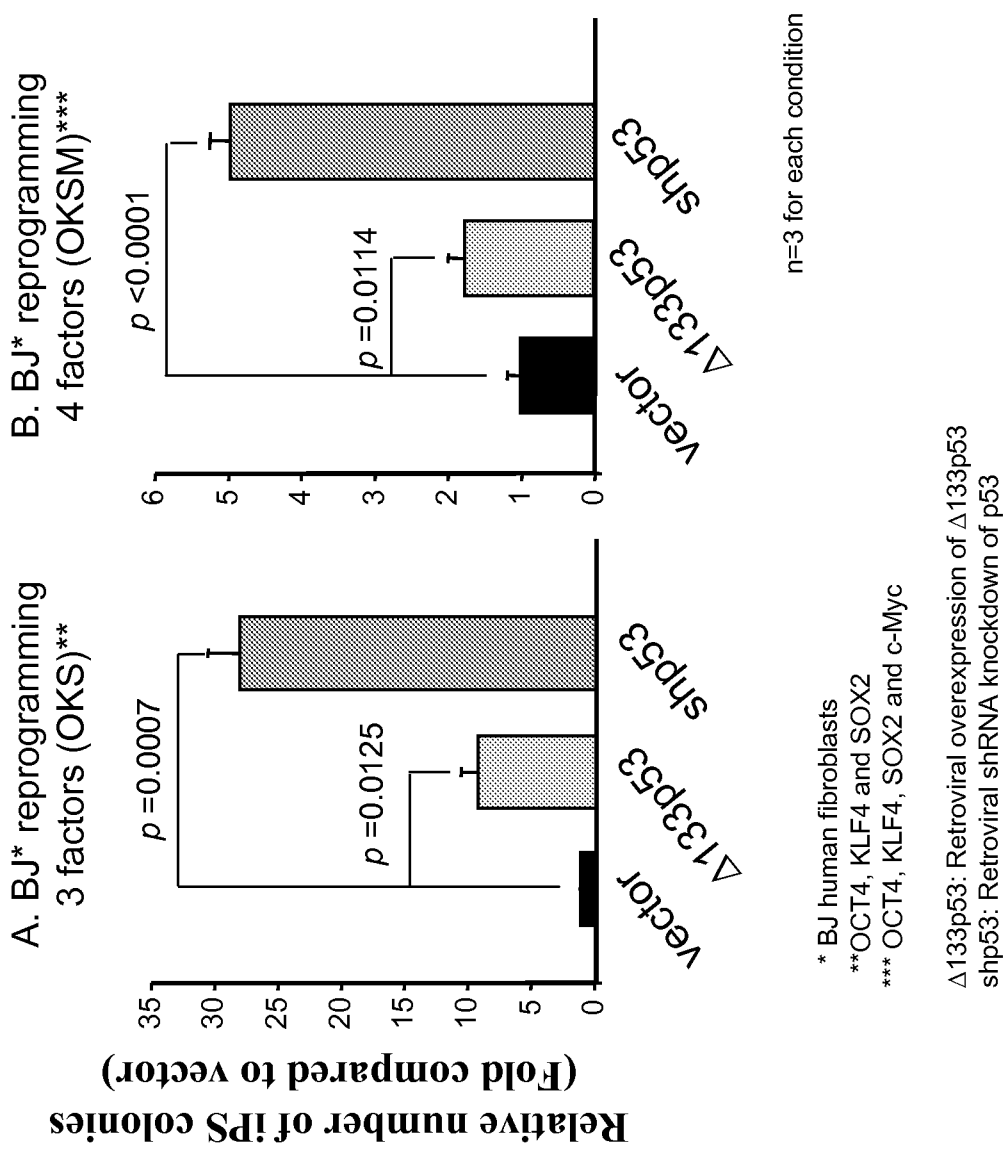 A. BJ* reprogramming
3 factors (OKS)**
Relative number of iPS colonies
(Fold compared to vector)
35
30
25
20
15
10
5
0
p =0.0007
p =0.0125
vector
Δ133p53
shp53
B. BJ* reprogramming
4 factors (OKSM)***
6
5
4
3
2
1
0
p <0.0001
p =0.0114
vector
Δ133p53
shp53
n=3 for each condition
* BJ human fibroblasts
**OCT4, KLF4 and SOX2
*** OCT4, KLF4, SOX2 and c-Myc
Δ133p53: Retroviral overexpression of Δ133p53
shp53: Retroviral shRNA knockdown of p53